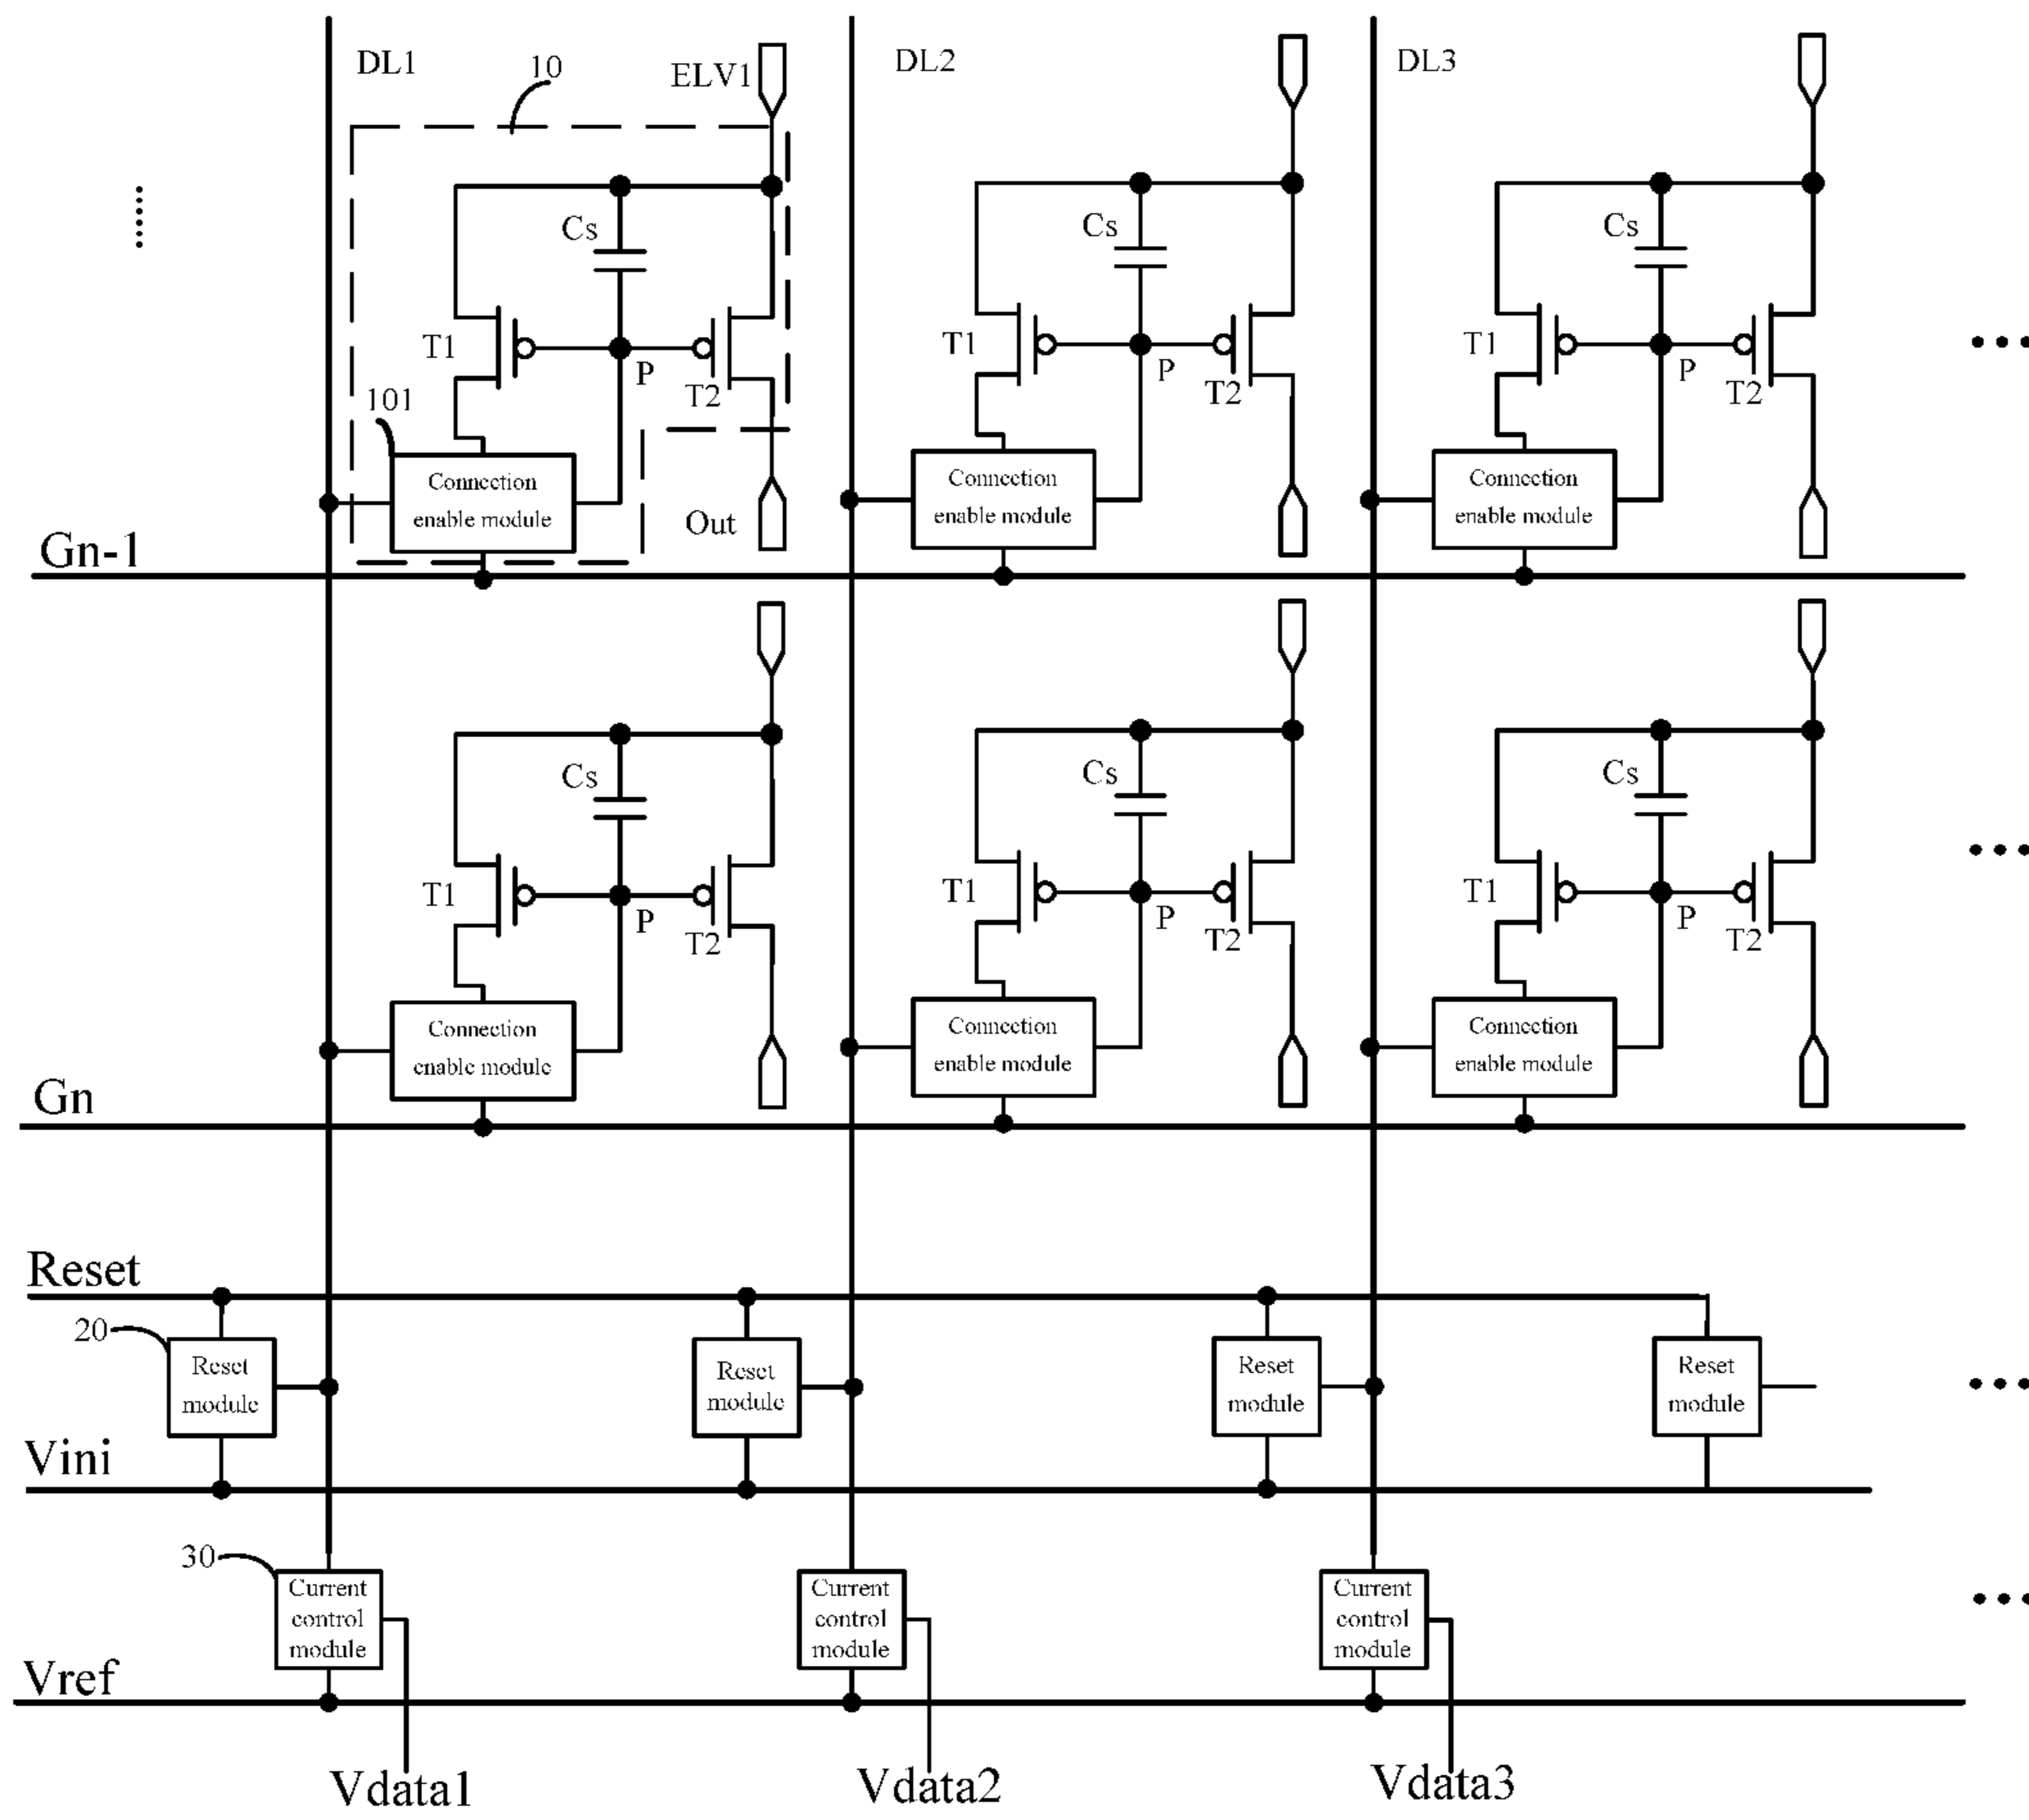 DL1
10
ELV1
DL2
DL3
Cs
Cs
Cs
T1
P
T2
T1
P
T2
T1
P
T2
101
Connection
enable module
Out
Connection
enable module
Connection
enable module
Gn-1
Cs
Cs
Cs
T1
P
T2
T1
P
T2
T1
P
T2
Connection
enable module
Connection
enable module
Connection
enable module
Gn
Reset
20
Reset
module
Reset
module
Reset
module
Reset
module
Vini
30
Current
control
module
Current
control
module
Current
control
module
Vref
Vdata1
Vdata2
Vdata3